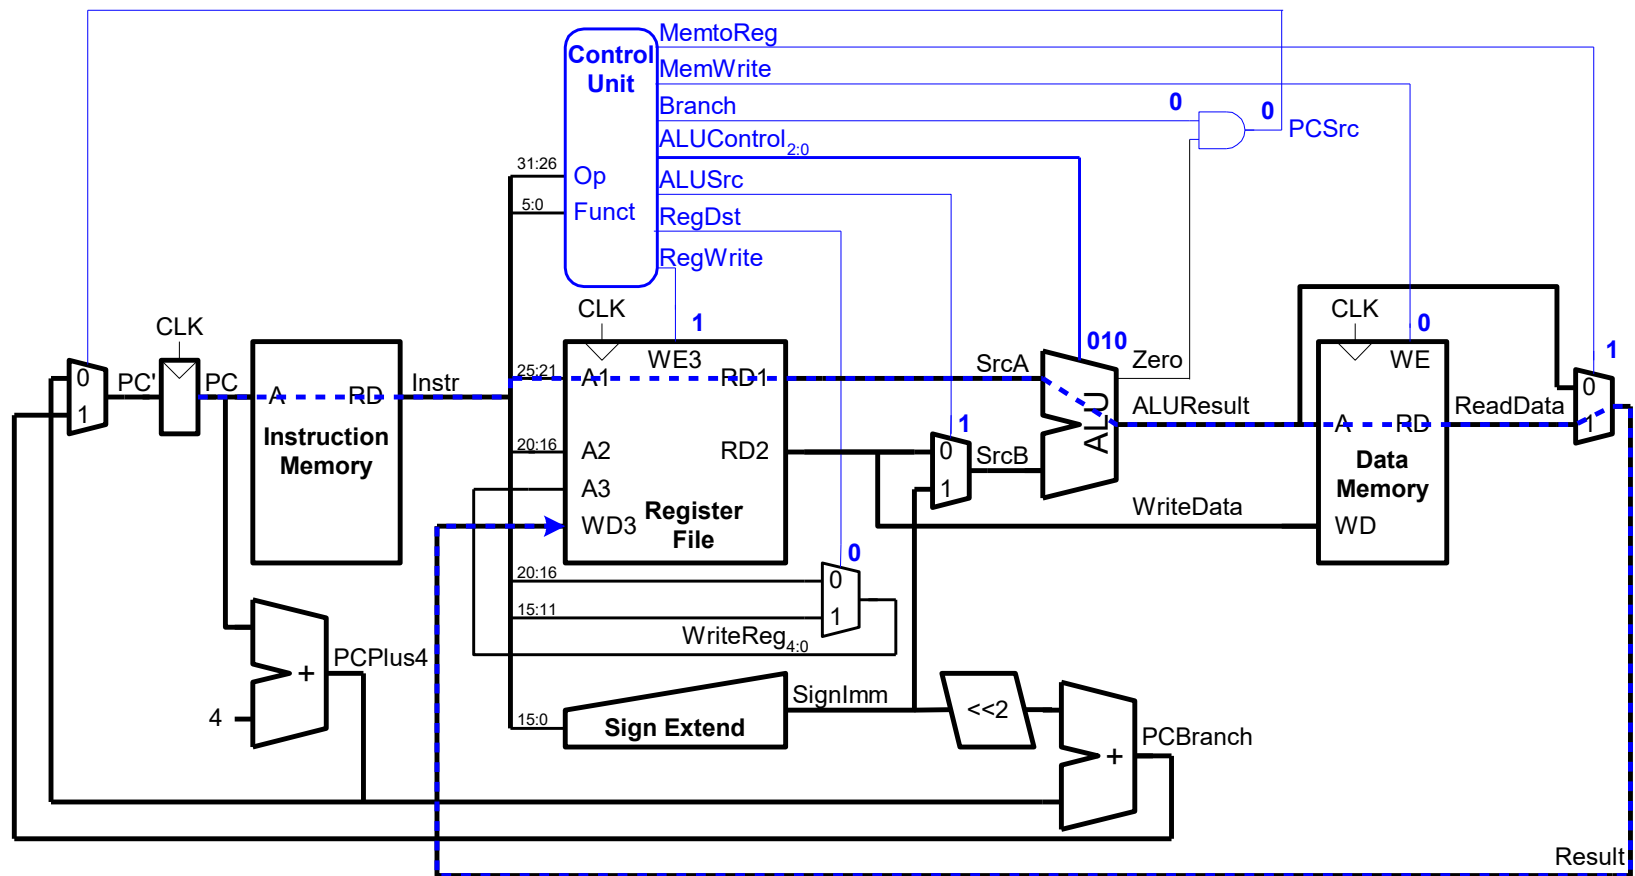 MemtoReg
Control
Unit
MemWrite
Branch
0
0
PCSrc
ALUControl2:0
31:26
Op
ALUSrc
5:0
Funct
RegDst
RegWrite
CLK
CLK
CLK
1
010
0
1
WE3
SrcA
Zero
WE
0
1
PC'
PC
A
RD
Instr
25:21
A1
RD1
0
1
Instruction
Memory
ALU
ALUResult
A
RD
ReadData
20:16
A2
RD2
1
0
1
SrcB
Data
Memory
A3
WD3
Register
File
WriteData
WD
20:16
0
0
1
15:11
WriteReg4:0
PCPlus4
+
4
SignImm
15:0
Sign Extend
<<2
+
PCBranch
Result